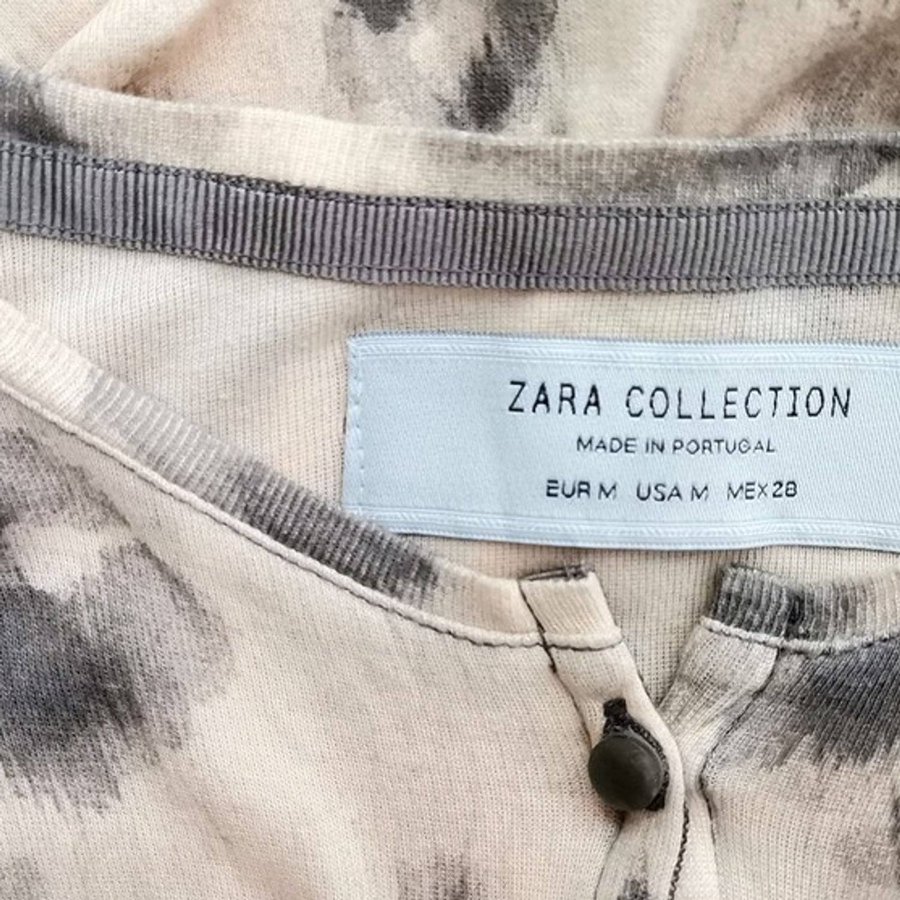 ZARA COLLECTION
MADE IN PORTUGAL
EUR M USA M MEX 28